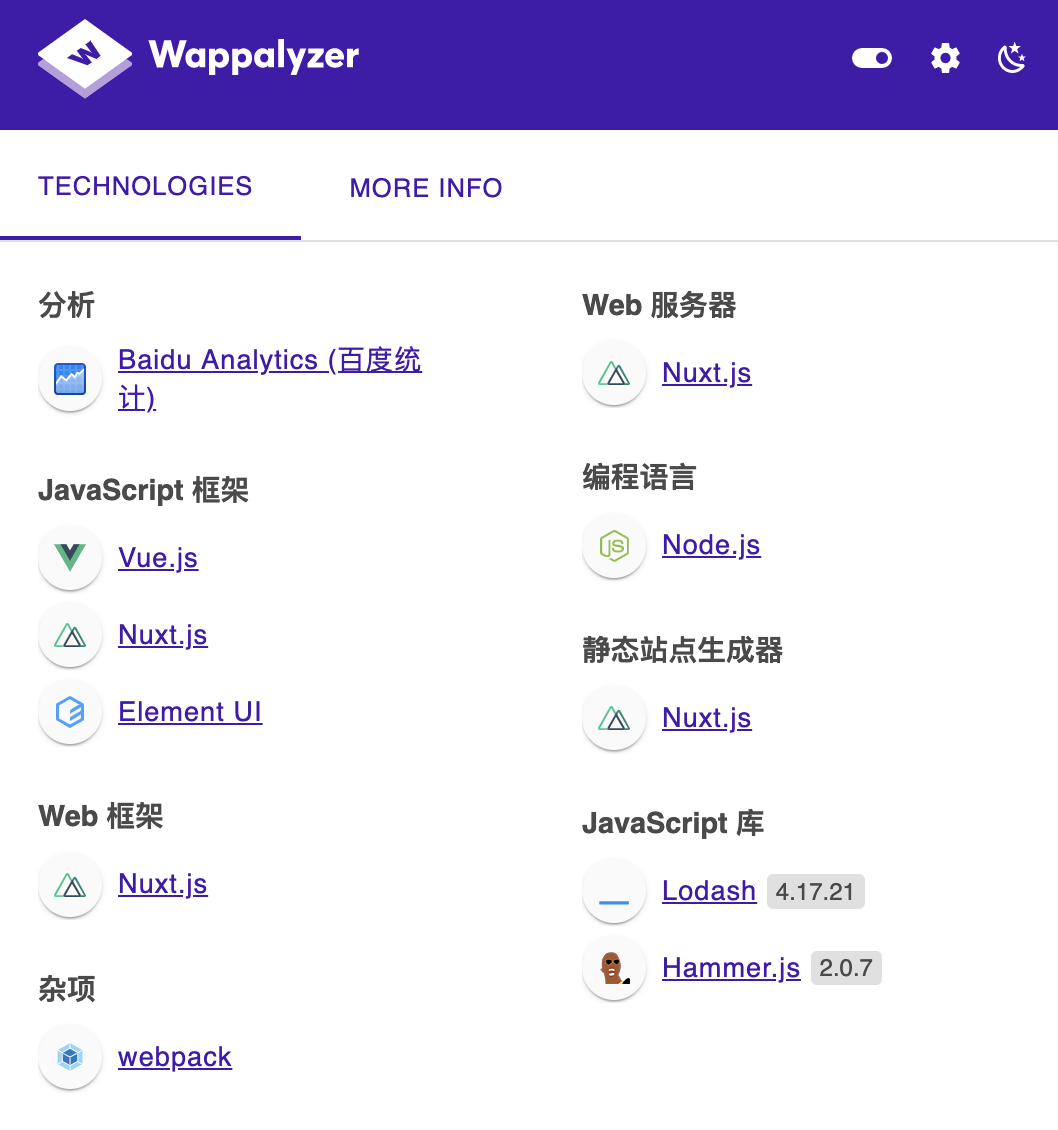 Wappalyzer
TECHNOLOGIES
MORE INFO
分析
Baidu Analytics (百度统
计)
JavaScript 框架
Vue.js
Nuxt.js
Element UI
Web 框架
Nuxt.js
杂项
webpack
Web 服务器
Nuxt.js
编程语言
Node.js
静态站点生成器
Nuxt.js
JavaScript 库
Lodash 4.17.21
Hammer.js 2.0.7